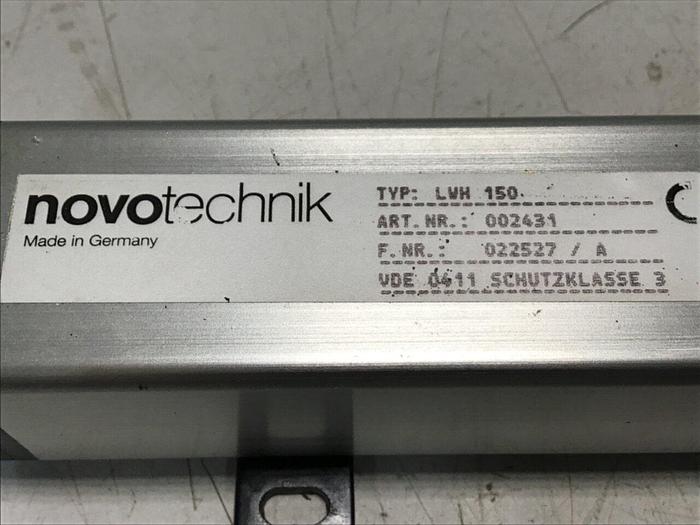 novotechnik
Made in Germany
TYP: LWH 150
ART.NR.: 002431
F.NR.: 022527 / A
VDE 0411 SCHUTZKLASSE 3